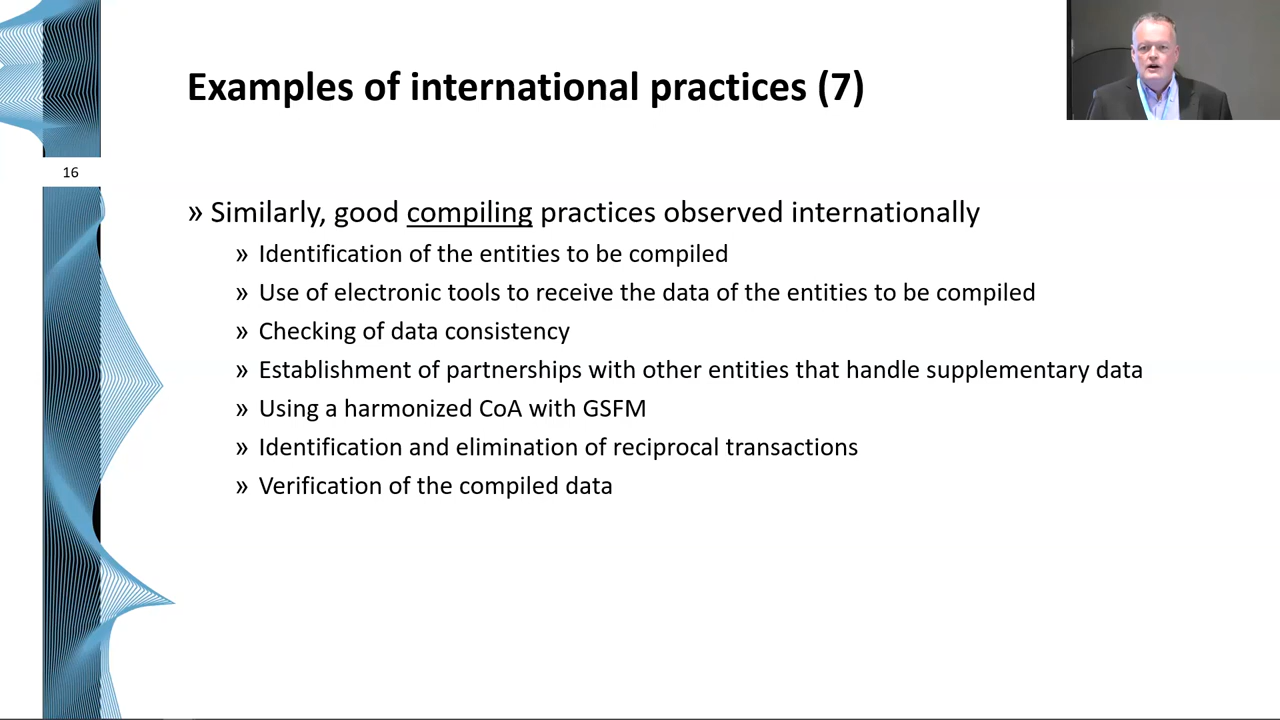 Examples of international practices (7)
16
» Similarly, good compiling practices observed internationally
» Identification of the entities to be compiled
» Use of electronic tools to receive the data of the entities to be compiled
» Checking of data consistency
» Establishment of partnerships with other entities that handle supplementary data
» Using a harmonized CoA with GSFM
» Identification and elimination of reciprocal transactions
» Verification of the compiled data